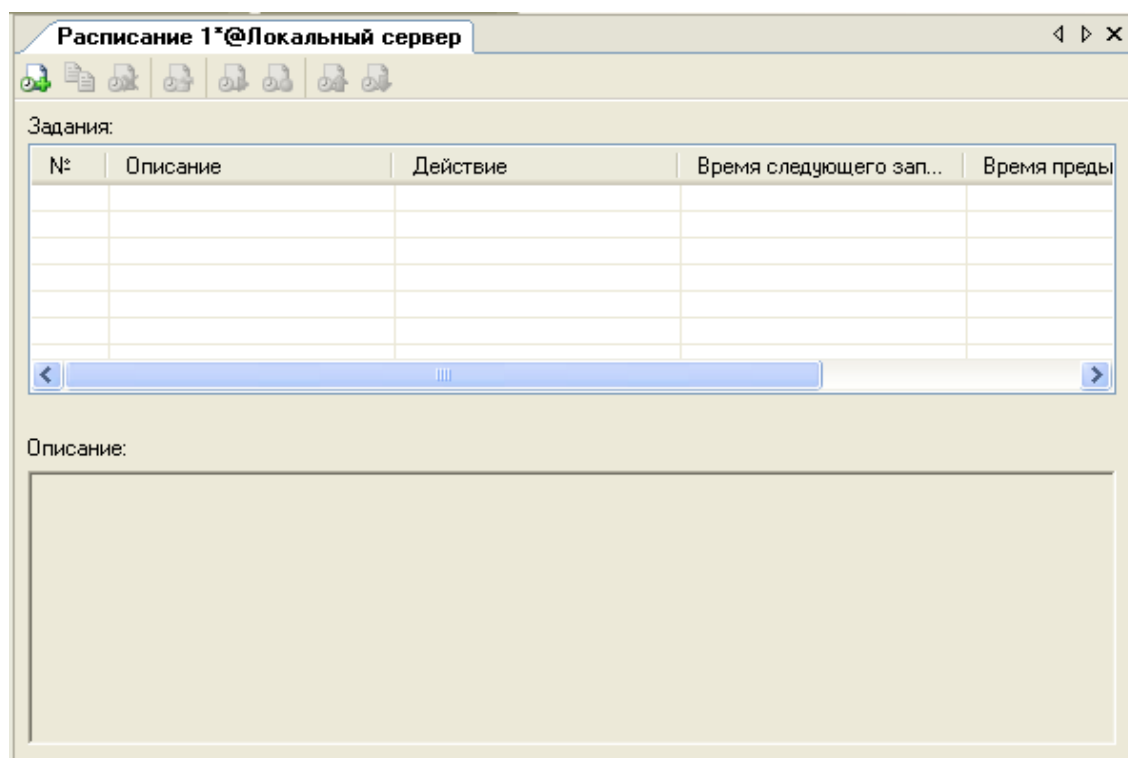 Расписание 1*@Локальный сервер
Задания:
№ Описание Действие Время следующего зап... Время преды
Описание: